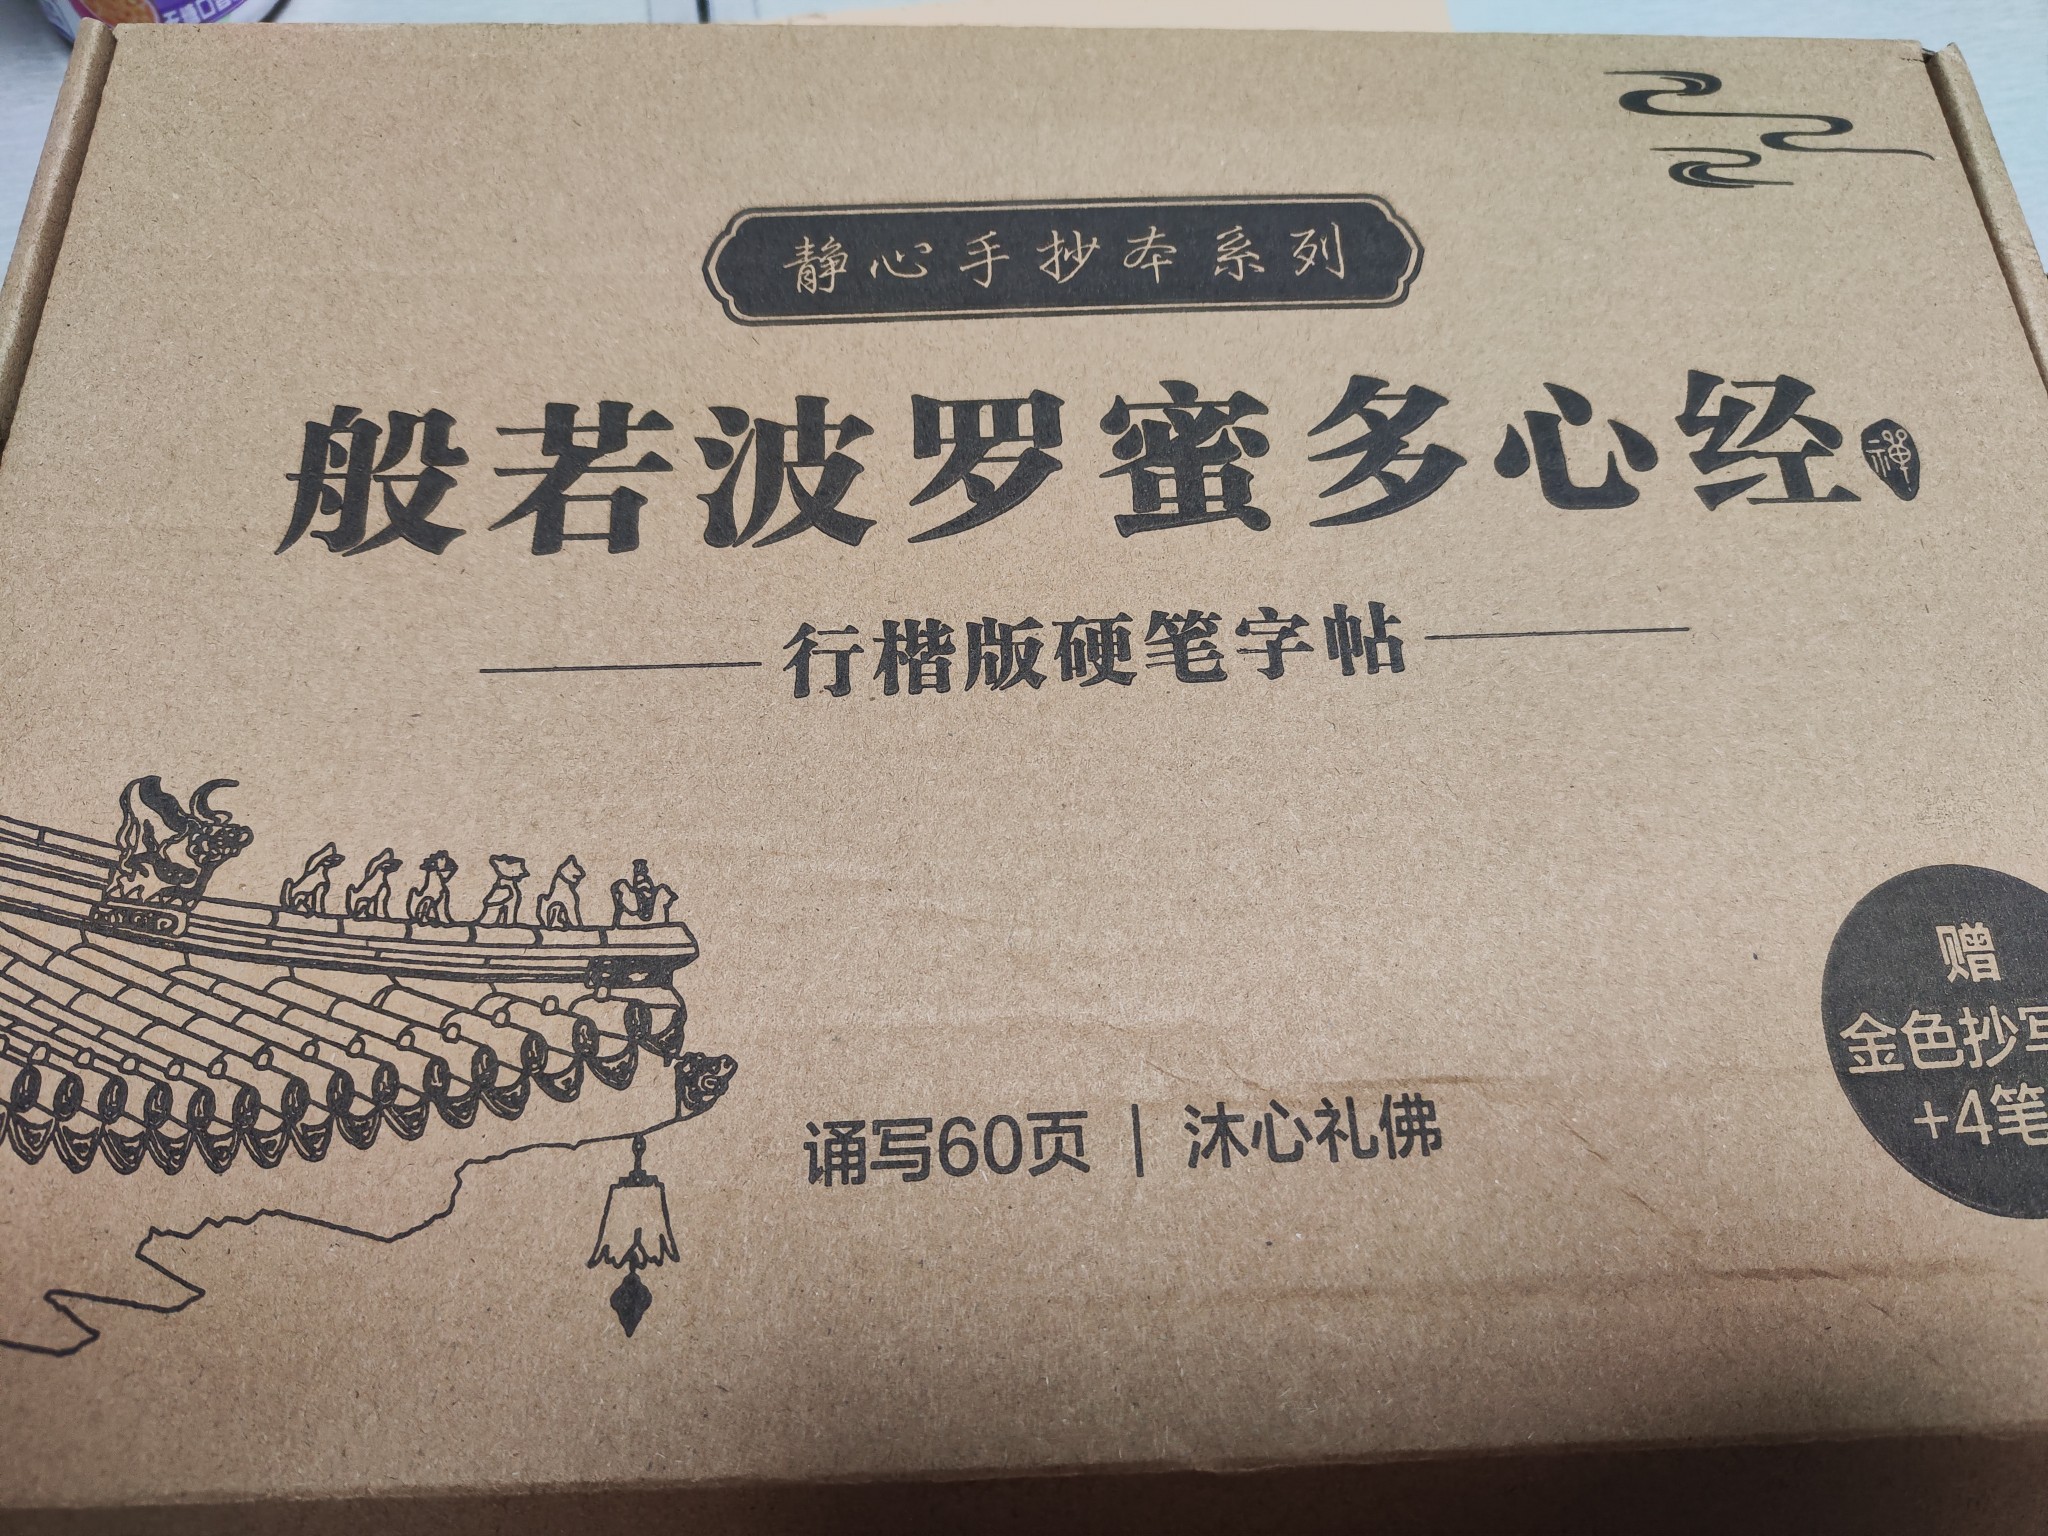 静心手抄本系列
般若波罗蜜多心经
禅
行楷版硬笔字帖
赠
金色抄写
+4笔
诵写60页 | 沐心礼佛